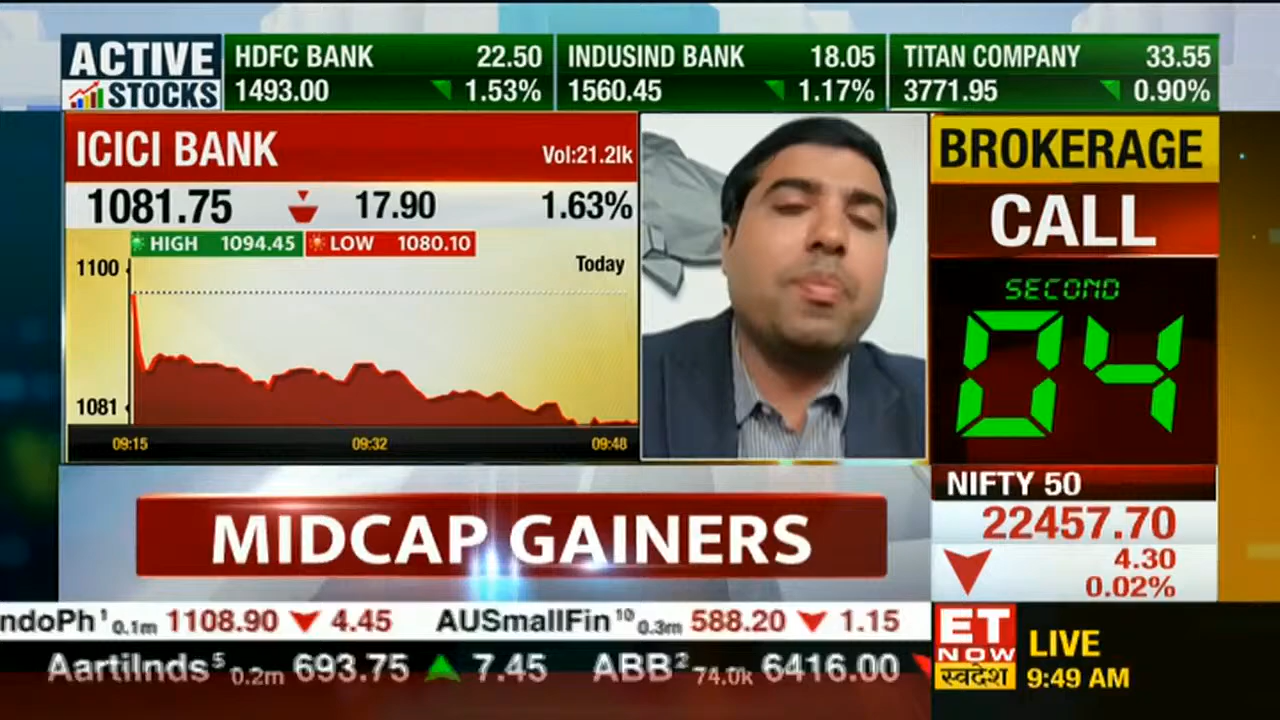 ACTIVE
STOCKS
HDFC BANK 22.50
1493.00 1.53%
INDUSIND BANK 18.05
1560.45 1.17%
TITAN COMPANY 33.55
3771.95 0.90%
ICICI BANK Vol:21.2lk
1081.75 17.90 1.63%
HIGH 1094.45 LOW 1080.10
Today
1100
1081
09:15 09:32 09:48
BROKERAGE
CALL
SECOND
04
NIFTY 50
22457.70
4.30
0.02%
MIDCAP GAINERS
ndoPh 1 0.1m 1108.90 4.45 AUSmallFin 10 0.3m 588.20 1.15
AartiInds 5 0.2m 693.75 7.45 ABB 2 74.0k 6416.00
ET
NOW
स्वदेश
LIVE
9:49 AM